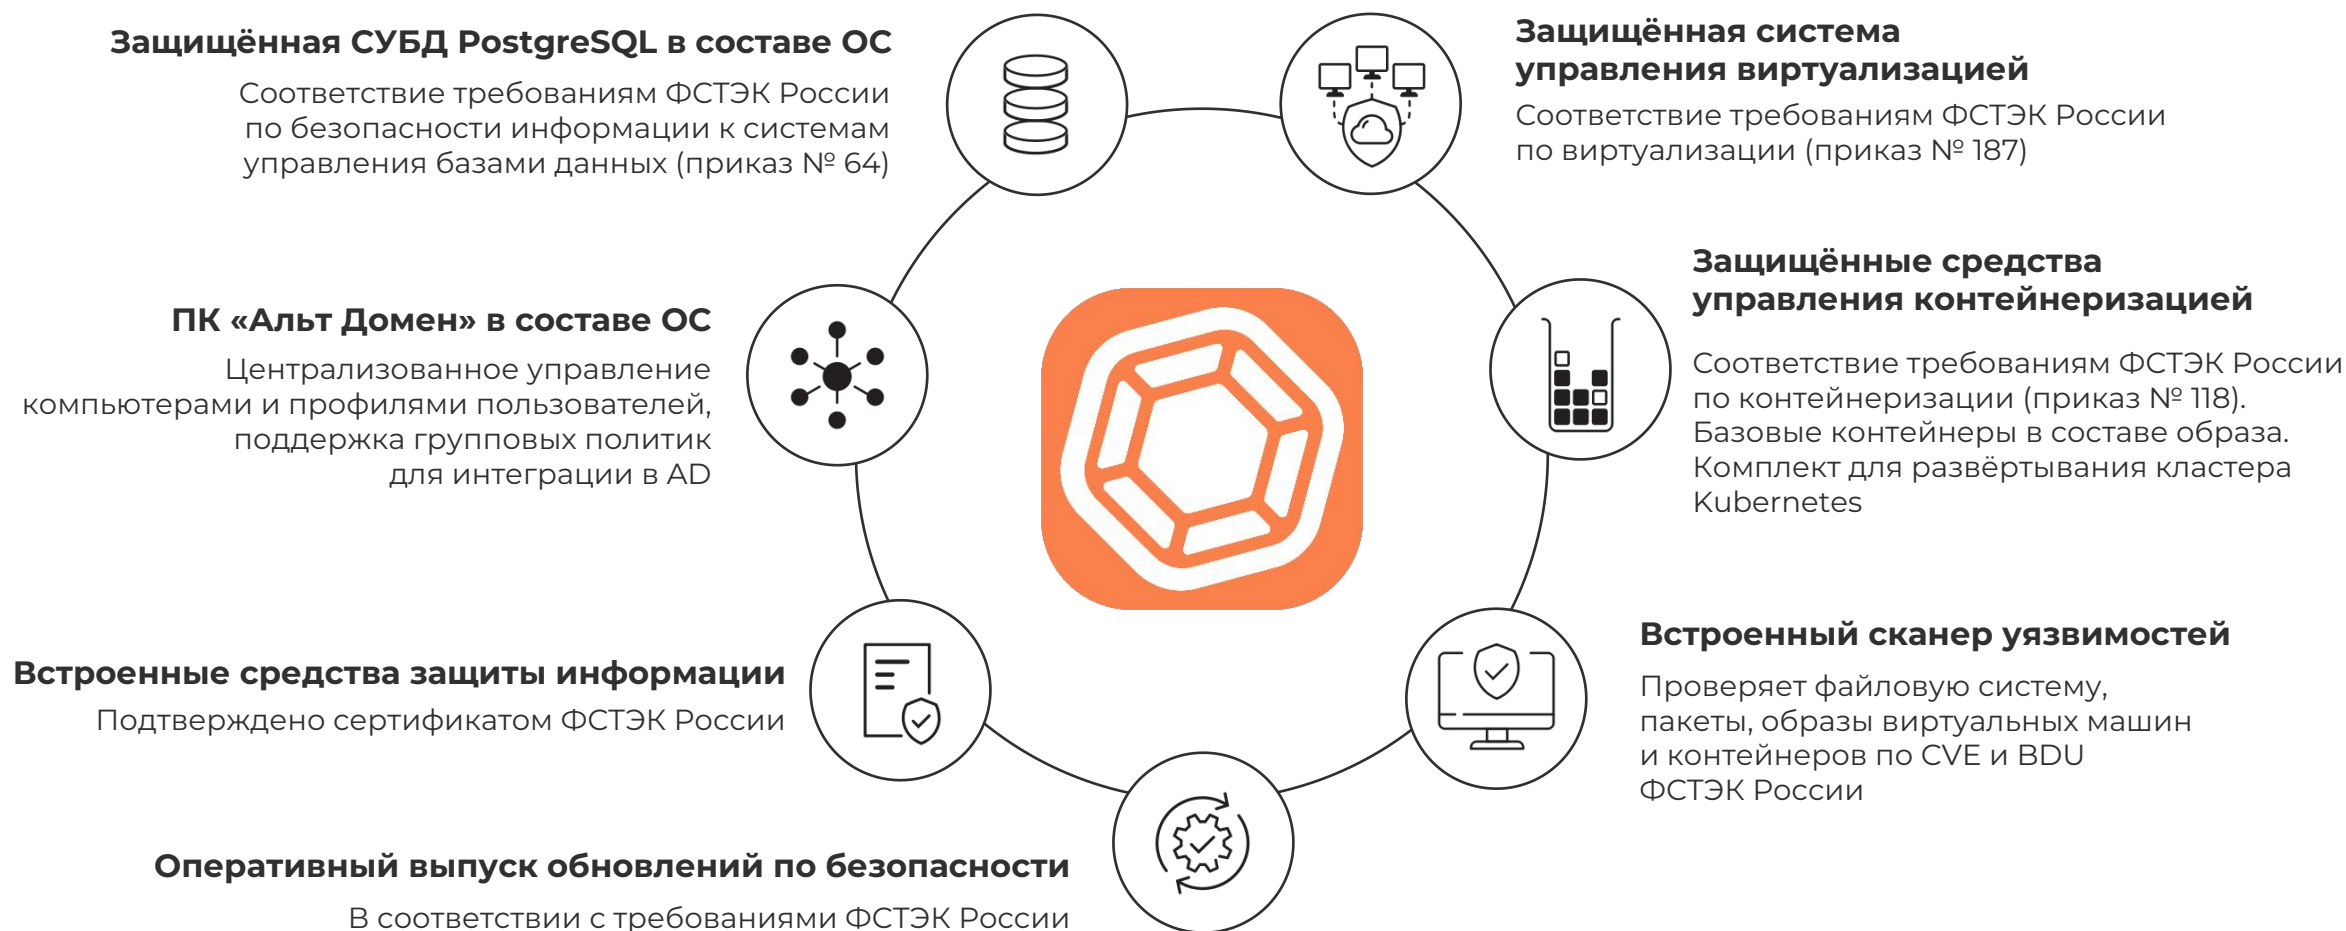 Защищённая СУБД PostgreSQL в составе ОС
Соответствие требованиям ФСТЭК России
по безопасности информации к системам
управления базами данных (приказ № 64)
Защищённая система
управления виртуализацией
Соответствие требованиям ФСТЭК России
по виртуализации (приказ № 187)
ПК «Альт Домен» в составе ОС
Централизованное управление
компьютерами и профилями пользователей,
поддержка групповых политик
для интеграции в AD
Защищённые средства
управления контейнеризацией
Соответствие требованиям ФСТЭК России
по контейнеризации (приказ № 118).
Базовые контейнеры в составе образа.
Комплект для развёртывания кластера
Kubernetes
Встроенные средства защиты информации
Подтверждено сертификатом ФСТЭК России
Встроенный сканер уязвимостей
Проверяет файловую систему,
пакеты, образы виртуальных машин
и контейнеров по CVE и BDU
ФСТЭК России
Оперативный выпуск обновлений по безопасности
В соответствии с требованиями ФСТЭК России